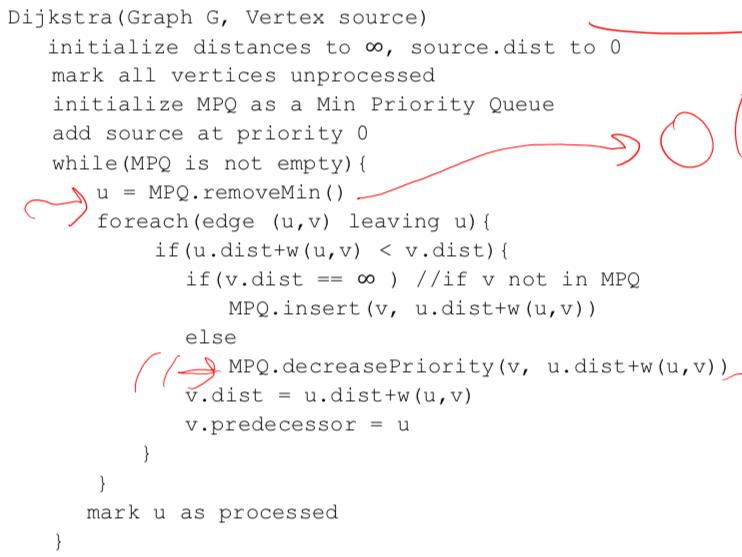 Dijkstra(Graph G, Vertex source)
initialize distances to ∞, source.dist to 0
mark all vertices unprocessed
initialize MPQ as a Min Priority Queue
add source at priority 0
while(MPQ is not empty){
u = MPQ.removeMin()
foreach(edge (u,v) leaving u){
if(u.dist+w(u,v) < v.dist){
if(v.dist == ∞ ) //if v not in MPQ
MPQ.insert(v, u.dist+w(u,v))
else
MPQ.decreasePriority(v, u.dist+w(u,v))
v.dist = u.dist+w(u,v)
v.predecessor = u
}
}
mark u as processed
}